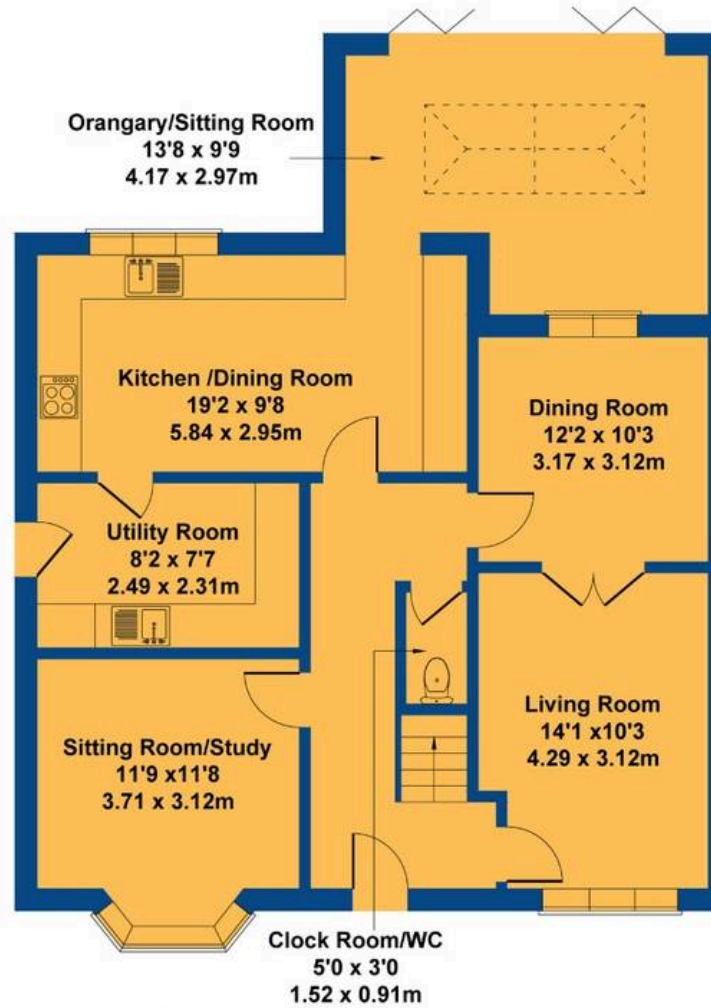 Orangary/Sitting Room
13'8 x 9'9
4.17 x 2.97m
Kitchen /Dining Room
19'2 x 9'8
5.84 x 2.95m
Dining Room
12'2 x 10'3
3.17 x 3.12m
Utility Room
8'2 x 7'7
2.49 x 2.31m
Living Room
14'1 x10'3
4.29 x 3.12m
Sitting Room/Study
11'9 x11'8
3.71 x 3.12m
Clock Room/WC
5'0 x 3'0
1.52 x 0.91m